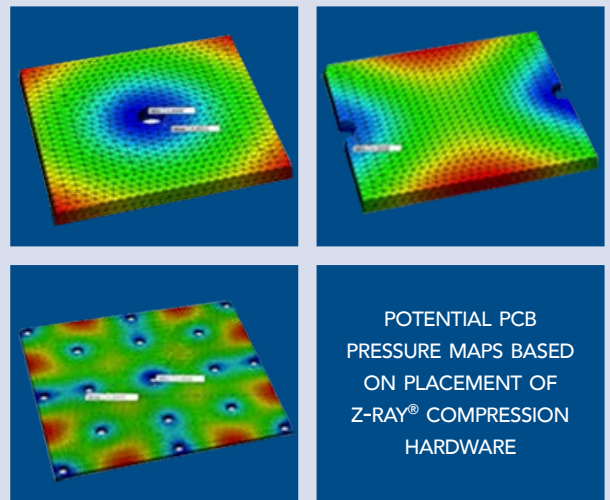 POTENTIAL PCB
PRESSURE MAPS BASED
ON PLACEMENT OF
Z-RAY® COMPRESSION
HARDWARE